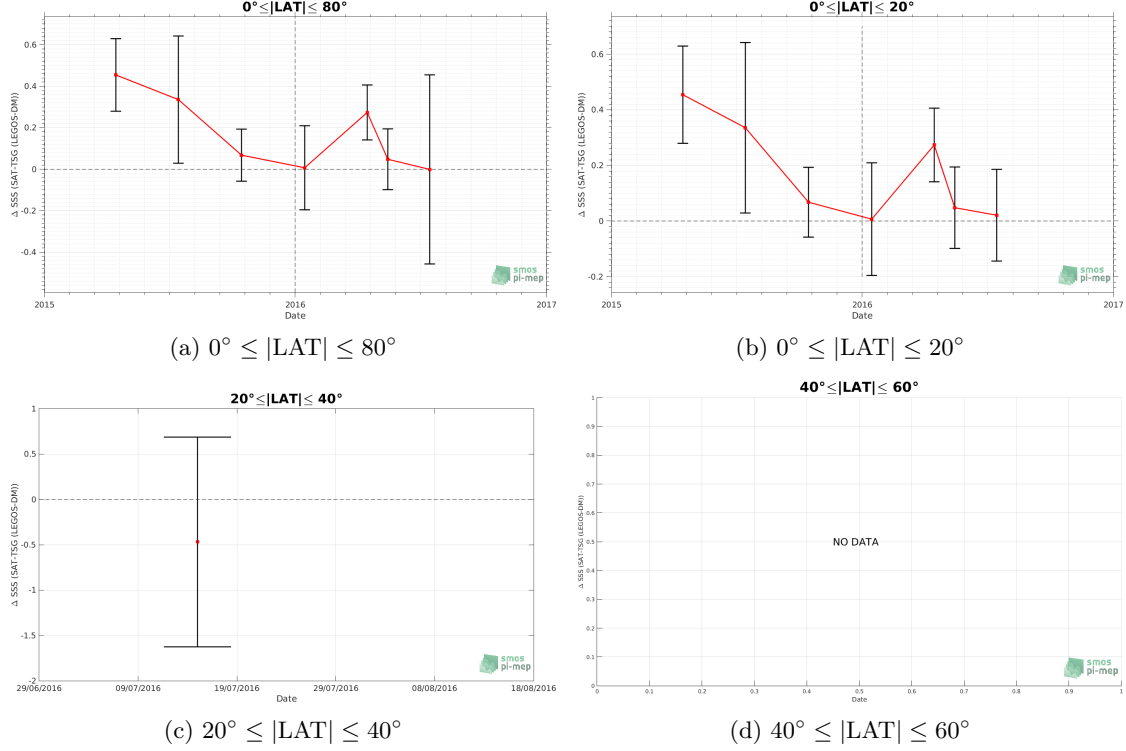 0°≤|LAT|≤ 80°
0.6
0.4
0.2
0
-0.2
-0.4
Δ SSS (SAT-TSG (LEGOS-DM))
2015
2016
2017
Date
smos
pi-mep
(a) 0° ≤ |LAT| ≤ 80°
0°≤|LAT|≤ 20°
0.6
0.4
0.2
0
-0.2
Δ SSS (SAT-TSG (LEGOS-DM))
2015
2016
2017
Date
smos
pi-mep
(b) 0° ≤ |LAT| ≤ 20°
20°≤|LAT|≤ 40°
1
0.5
0
-0.5
-1
-1.5
-2
Δ SSS (SAT-TSG (LEGOS-DM))
29/06/2016
09/07/2016
19/07/2016
29/07/2016
08/08/2016
18/08/2016
Date
smos
pi-mep
(c) 20° ≤ |LAT| ≤ 40°
40°≤|LAT|≤ 60°
1
0.9
0.8
0.7
0.6
0.5
0.4
0.3
0.2
0.1
0
Δ SSS (SAT-TSG (LEGOS-DM))
NO DATA
0
0.1
0.2
0.3
0.4
0.5
0.6
0.7
0.8
0.9
1
Date
smos
pi-mep
(d) 40° ≤ |LAT| ≤ 60°